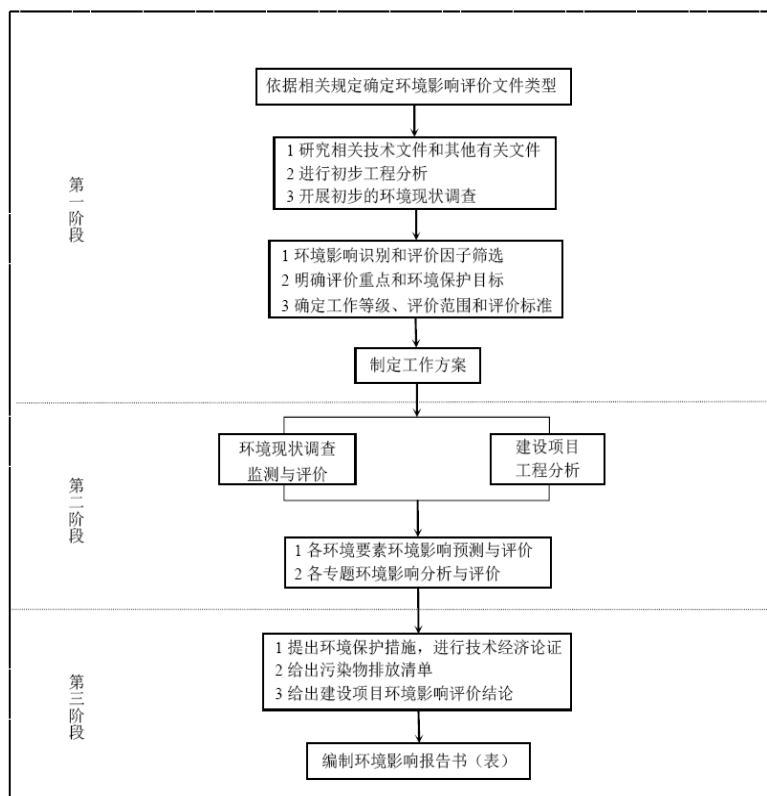 依据相关规定确定环境影响评价文件类型
1 研究相关技术文件和其他有关文件
2 进行初步工程分析
3 开展初步的环境现状调查
第一阶段
1 环境影响识别和评价因子筛选
2 明确评价重点和环境保护目标
3 确定工作等级、评价范围和评价标准
制定工作方案
环境现状调查
监测与评价
建设项目
工程分析
第二阶段
1 各环境要素环境影响预测与评价
2 各专题环境影响分析与评价
1 提出环境保护措施，进行技术经济论证
2 给出污染物排放清单
3 给出建设项目环境影响评价结论
第三阶段
编制环境影响报告书（表）